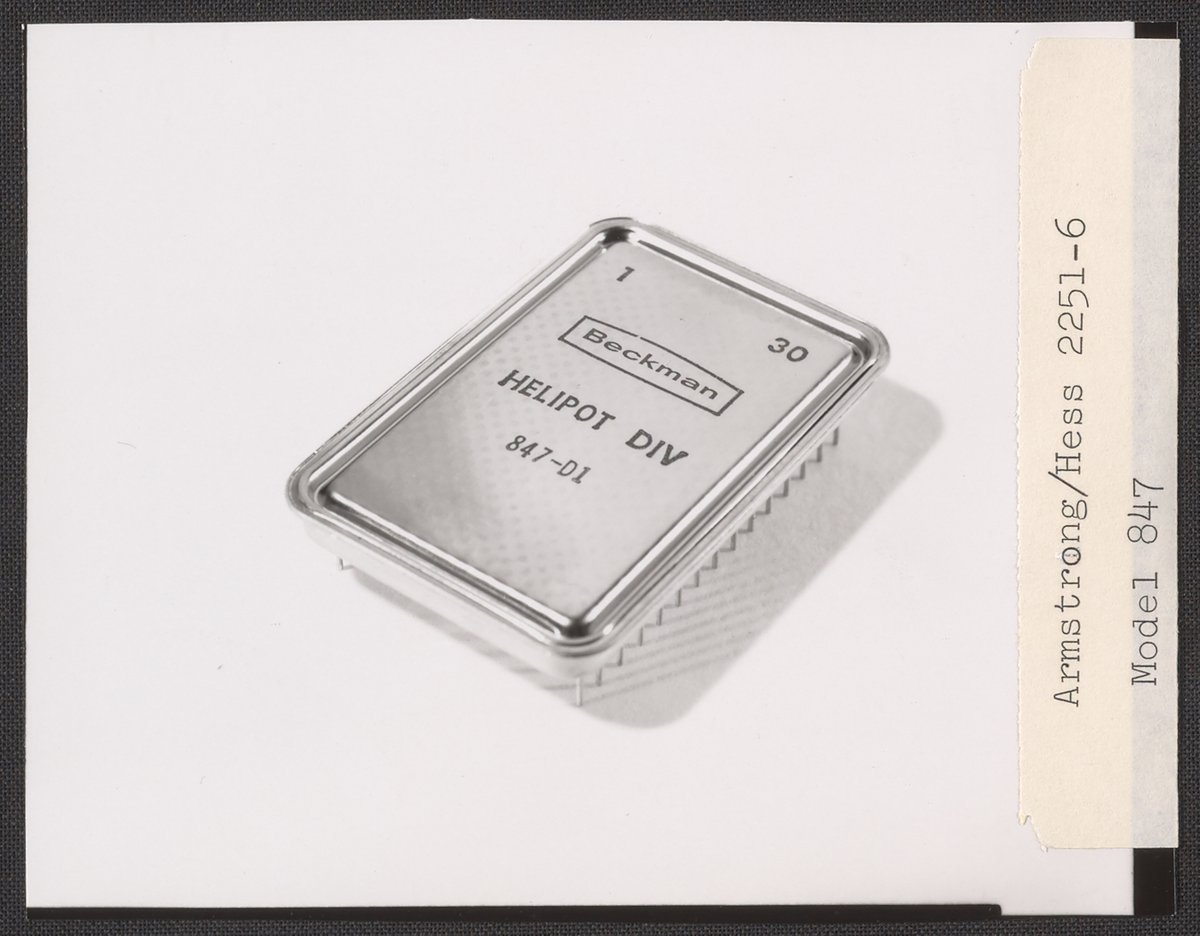 1
30
Beckman
HELIPOT DIV
847-D1
Armstrong/Hess 2251-6
Model 847